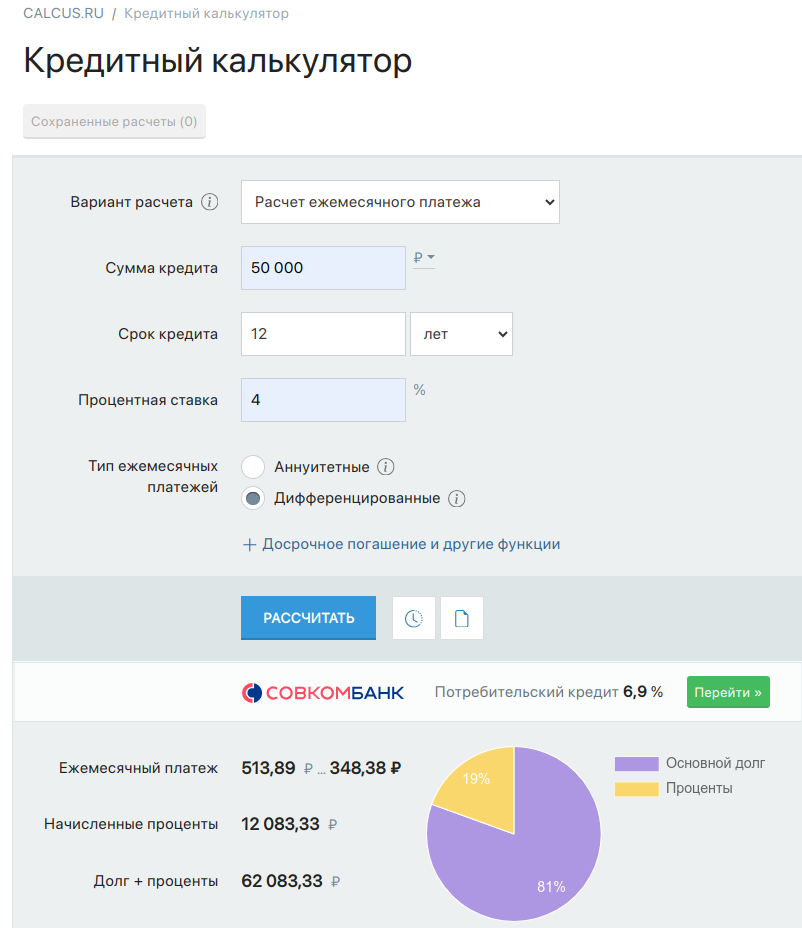 CALCUS.RU / Кредитный калькулятор
Кредитный калькулятор
Сохраненные расчеты (0)
Вариант расчета i Расчет ежемесячного платежа
Сумма кредита 50 000 ₽
Срок кредита 12 лет
Процентная ставка 4 %
Тип ежемесячных
платежей
Аннуитетные i
Дифференцированные i
+ Досрочное погашение и другие функции
РАССЧИТАТЬ
СОВКОМБАНК Потребительский кредит 6,9 % Перейти »
Ежемесячный платеж 513,89 ₽ ... 348,38 ₽
Начисленные проценты 12 083,33 ₽
Долг + проценты 62 083,33 ₽
19%
81%
Основной долг
Проценты